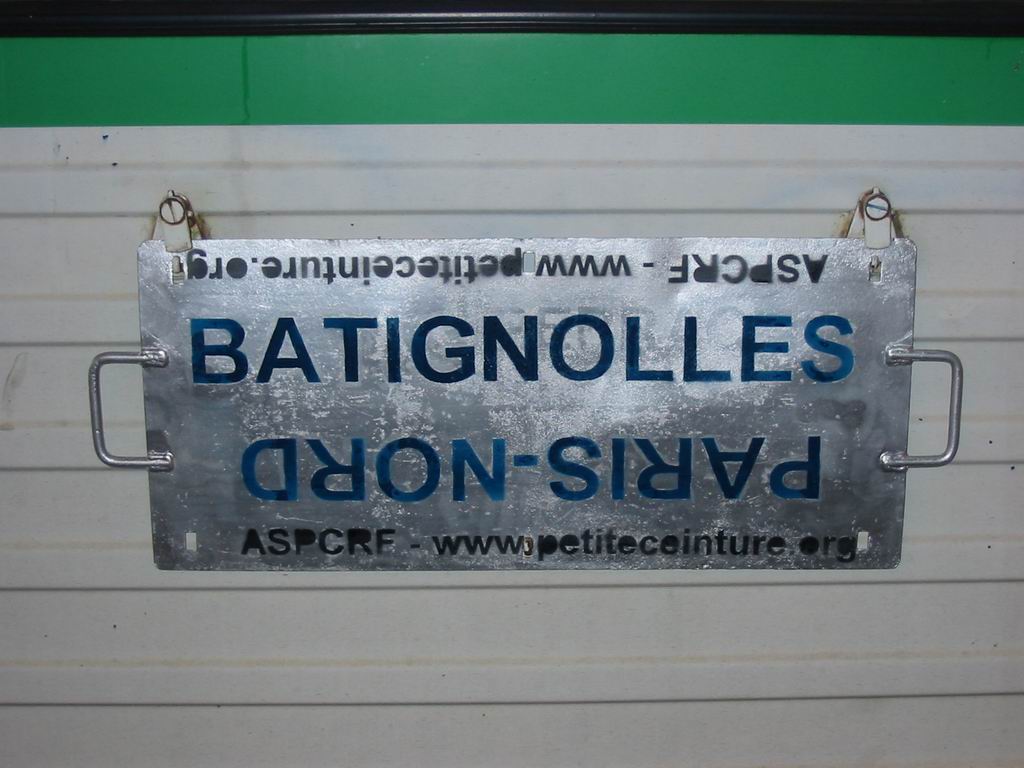 ASPCRF - www.petiteceinture.org
BATIGNOLLES
PARIS-NORD
ASPCRF - www.petiteceinture.org